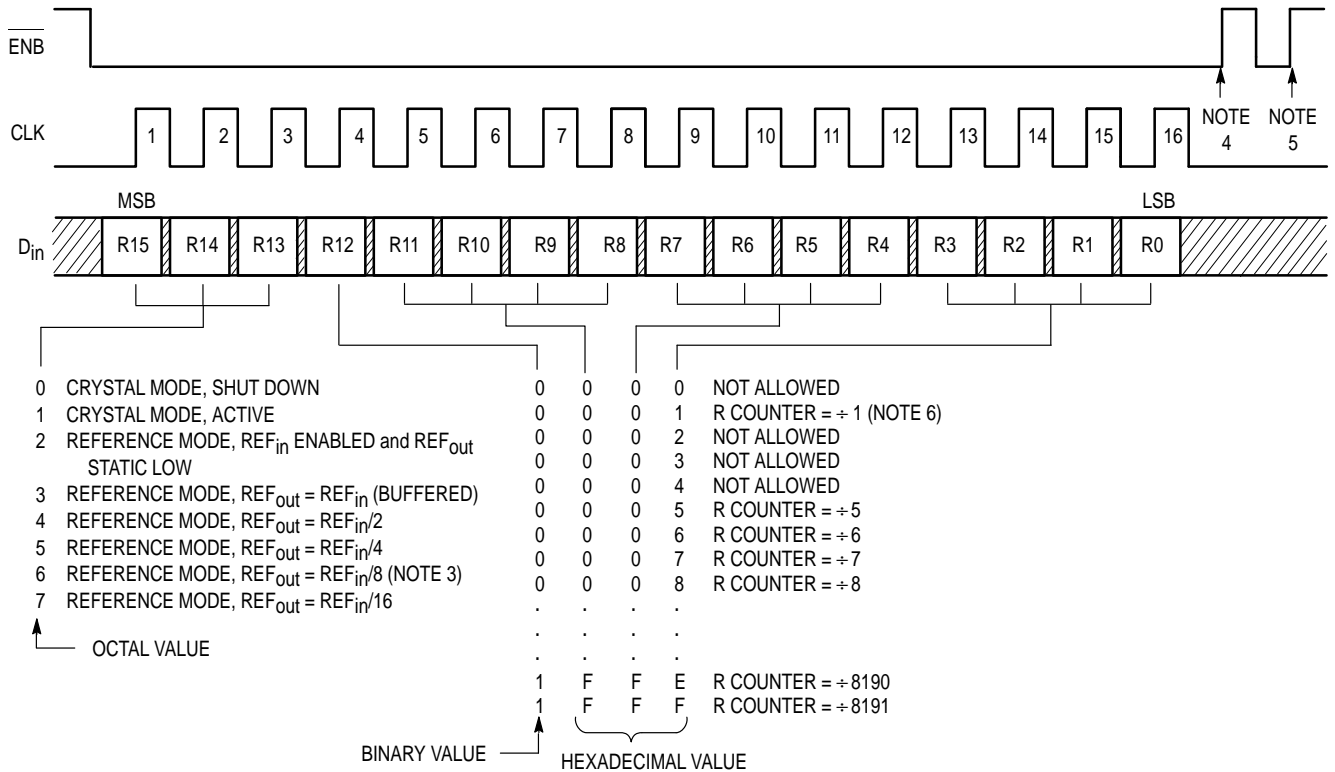 ENB
CLK
1 2 3 4 5 6 7 8 9 10 11 12 13 14 15 16
NOTE 4
NOTE 5
MSB
LSB
Din
R15 R14 R13 R12 R11 R10 R9 R8 R7 R6 R5 R4 R3 R2 R1 R0
0 CRYSTAL MODE, SHUT DOWN
1 CRYSTAL MODE, ACTIVE
2 REFERENCE MODE, REFin ENABLED and REFout
STATIC LOW
3 REFERENCE MODE, REFout = REFin (BUFFERED)
4 REFERENCE MODE, REFout = REFin/2
5 REFERENCE MODE, REFout = REFin/4
6 REFERENCE MODE, REFout = REFin/8 (NOTE 3)
7 REFERENCE MODE, REFout = REFin/16
OCTAL VALUE
0 0 0 0 NOT ALLOWED
0 0 0 1 R COUNTER = ÷ 1 (NOTE 6)
0 0 0 2 NOT ALLOWED
0 0 0 3 NOT ALLOWED
0 0 0 4 NOT ALLOWED
0 0 0 5 R COUNTER = ÷ 5
0 0 0 6 R COUNTER = ÷ 6
0 0 0 7 R COUNTER = ÷ 7
0 0 0 8 R COUNTER = ÷ 8
. . . .
. . . .
. . . .
1 F F E R COUNTER = ÷ 8190
1 F F F R COUNTER = ÷ 8191
BINARY VALUE
HEXADECIMAL VALUE